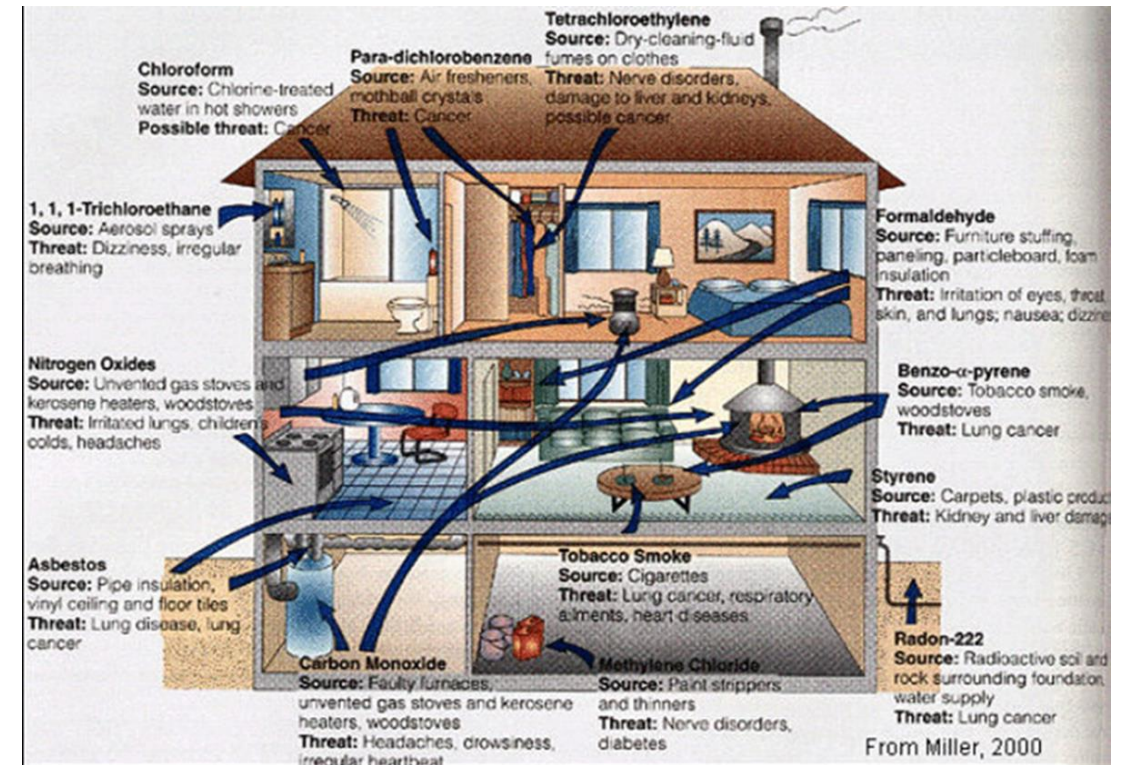 Tetrachloroethylene
Source: Dry-cleaning-fluid
fumes on clothes
Threat: Nerve disorders,
damage to liver and kidneys,
possible cancer
Para-dichlorobenzene
Source: Air fresheners,
mothball crystals
Threat: Cancer
Chloroform
Source: Chlorine-treated
water in hot showers
Possible threat: Cancer
1, 1, 1-Trichloroethane
Source: Aerosol sprays
Threat: Dizziness, irregular
breathing
Formaldehyde
Source: Furniture stuffing,
paneling, particleboard, foam
insulation
Threat: Irritation of eyes, throat,
skin, and lungs; nausea; dizzine
Nitrogen Oxides
Source: Unvented gas stoves and
kerosene heaters, woodstoves
Threat: Irritated lungs, children's
colds, headaches
Benzo-α-pyrene
Source: Tobacco smoke,
woodstoves
Threat: Lung cancer
Styrene
Source: Carpets, plastic product
Threat: Kidney and liver damage
Asbestos
Source: Pipe insulation,
vinyl ceiling and floor tiles
Threat: Lung disease, lung
cancer
Tobacco Smoke
Source: Cigarettes
Threat: Lung cancer, respiratory
ailments, heart diseases
Radon-222
Source: Radioactive soil and
rock surrounding foundation,
water supply
Threat: Lung cancer
Carbon Monoxide
Source: Faulty furnaces,
unvented gas stoves and kerosene
heaters, woodstoves
Threat: Headaches, drowsiness,
irregular heartbeat
Methylene Chloride
Source: Paint strippers
and thinners
Threat: Nerve disorders,
diabetes
From Miller, 2000